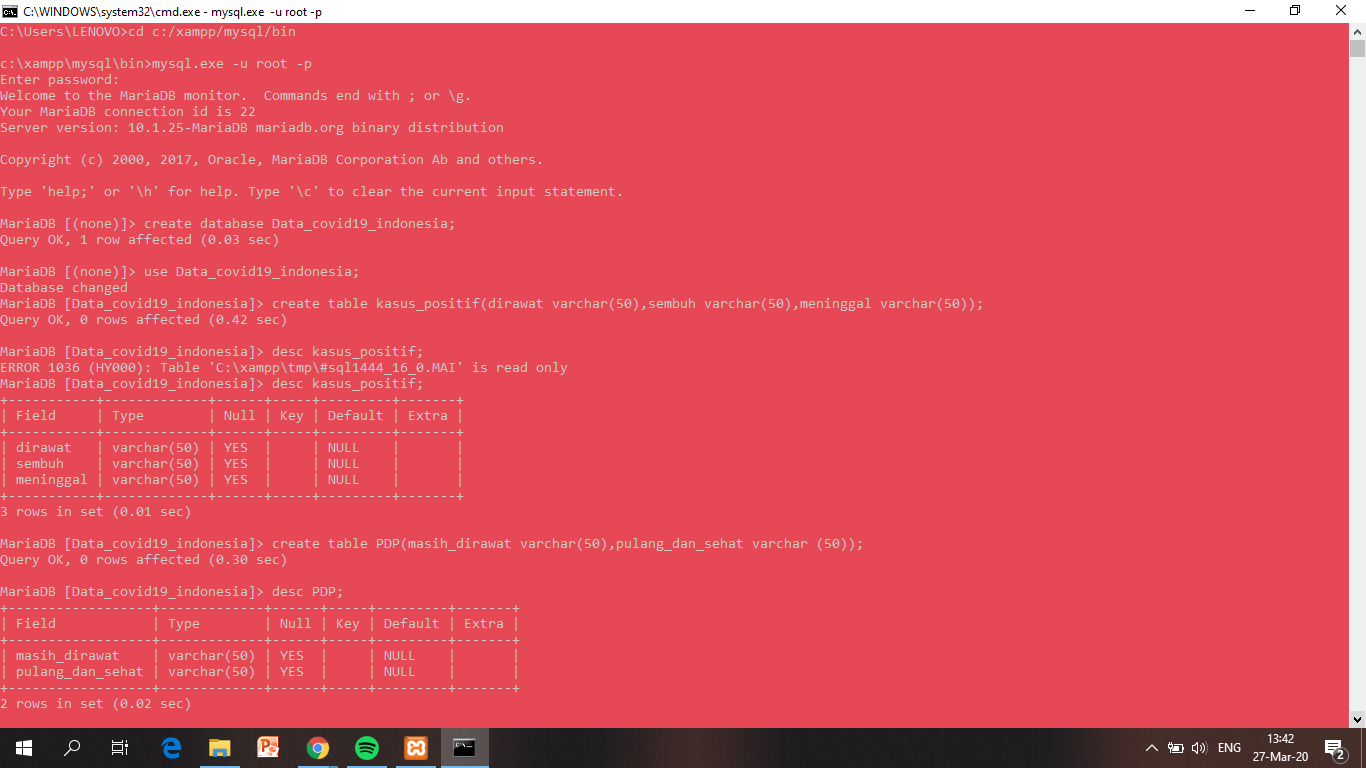 C:\WINDOWS\system32\cmd.exe - mysql.exe -u root -p
C:\Users\LENOVO>cd c:/xampp/mysql/bin
c:\xampp\mysql\bin>mysql.exe -u root -p
Enter password:
Welcome to the MariaDB monitor.  Commands end with ; or \g.
Your MariaDB connection id is 22
Server version: 10.1.25-MariaDB mariadb.org binary distribution
Copyright (c) 2000, 2017, Oracle, MariaDB Corporation Ab and others.
Type 'help;' or '\h' for help. Type '\c' to clear the current input statement.
MariaDB [(none)]> create database Data_covid19_indonesia;
Query OK, 1 row affected (0.03 sec)
MariaDB [(none)]> use Data_covid19_indonesia;
Database changed
MariaDB [Data_covid19_indonesia]> create table kasus_positif(dirawat varchar(50),sembuh varchar(50),meninggal varchar(50));
Query OK, 0 rows affected (0.42 sec)
MariaDB [Data_covid19_indonesia]> desc kasus_positif;
ERROR 1036 (HY000): Table 'C:\xampp\tmp\#sql1444_16_0.MAI' is read only
MariaDB [Data_covid19_indonesia]> desc kasus_positif;
+-----------+-------------+------+-----+---------+-------+
| Field     | Type        | Null | Key | Default | Extra |
+-----------+-------------+------+-----+---------+-------+
| dirawat   | varchar(50) | YES  |     | NULL    |       |
| sembuh    | varchar(50) | YES  |     | NULL    |       |
| meninggal | varchar(50) | YES  |     | NULL    |       |
+-----------+-------------+------+-----+---------+-------+
3 rows in set (0.01 sec)
MariaDB [Data_covid19_indonesia]> create table PDP(masih_dirawat varchar(50),pulang_dan_sehat varchar (50));
Query OK, 0 rows affected (0.30 sec)
MariaDB [Data_covid19_indonesia]> desc PDP;
+------------------+-------------+------+-----+---------+-------+
| Field            | Type        | Null | Key | Default | Extra |
+------------------+-------------+------+-----+---------+-------+
| masih_dirawat    | varchar(50) | YES  |     | NULL    |       |
| pulang_dan_sehat | varchar(50) | YES  |     | NULL    |       |
+------------------+-------------+------+-----+---------+-------+
2 rows in set (0.02 sec)
ENG
13:42
27-Mar-20
2